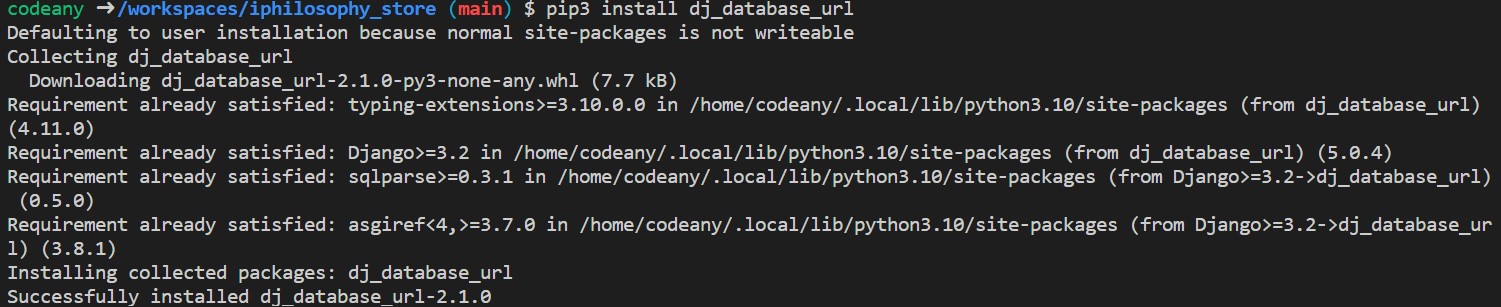 codeany ➜/workspaces/iphilosophy_store (main) $ pip3 install dj_database_url
Defaulting to user installation because normal site-packages is not writeable
Collecting dj_database_url
  Downloading dj_database_url-2.1.0-py3-none-any.whl (7.7 kB)
Requirement already satisfied: typing-extensions>=3.10.0.0 in /home/codeany/.local/lib/python3.10/site-packages (from dj_database_url)
(4.11.0)
Requirement already satisfied: Django>=3.2 in /home/codeany/.local/lib/python3.10/site-packages (from dj_database_url) (5.0.4)
Requirement already satisfied: sqlparse>=0.3.1 in /home/codeany/.local/lib/python3.10/site-packages (from Django>=3.2->dj_database_url)
 (0.5.0)
Requirement already satisfied: asgiref<4,>=3.7.0 in /home/codeany/.local/lib/python3.10/site-packages (from Django>=3.2->dj_database_ur
l) (3.8.1)
Installing collected packages: dj_database_url
Successfully installed dj_database_url-2.1.0